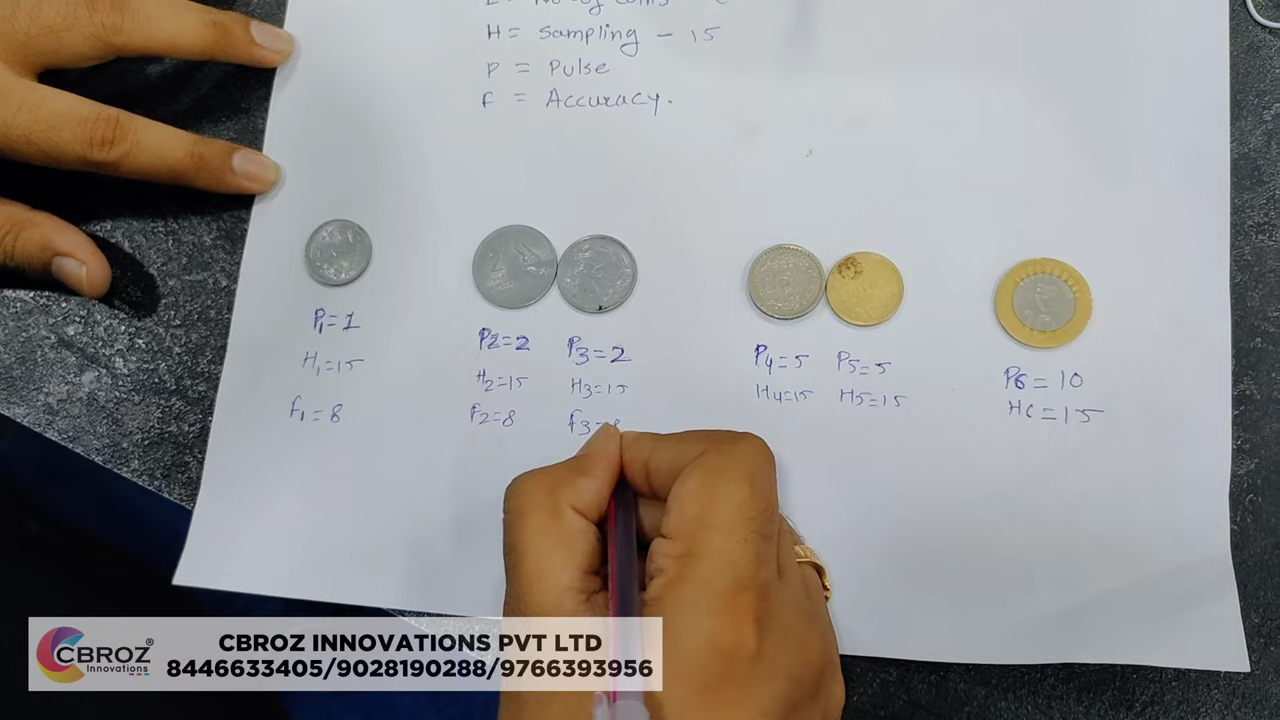 H = Sampling - 15
P = Pulse
F = Accuracy.
P1=1
H1=15
F1=8
P2=2
H2=15
F2=8
P3=2
H3=15
F3=8
P4=5
H4=15
P5=5
H5=15
P6=10
H6=15
CBROZ®
Innovations
CBROZ INNOVATIONS PVT LTD
8446633405/9028190288/9766393956